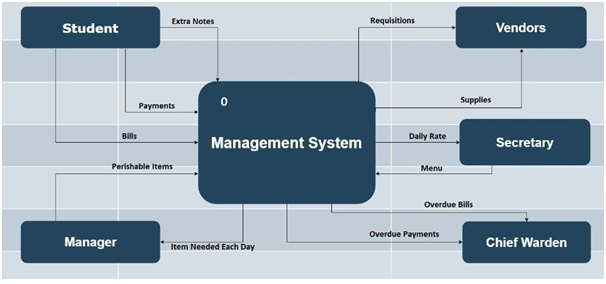 Student
Extra Notes
Requisitions
Vendors
0
Payments
Supplies
Bills
Management System
Daily Rate
Secretary
Perishable Items
Menu
Overdue Bills
Manager
Item Needed Each Day
Overdue Payments
Chief Warden